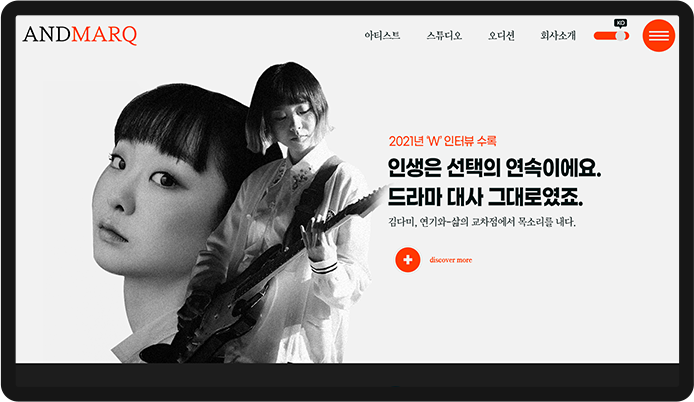 ANDMARQ
아티스트 스튜디오 오디션 회사소개
KO
2021년 'W' 인터뷰 수록
인생은 선택의 연속이에요.
드라마 대사 그대로였죠.
김다미, 연기와-삶의 교차점에서 목소리를 내다.
discover more